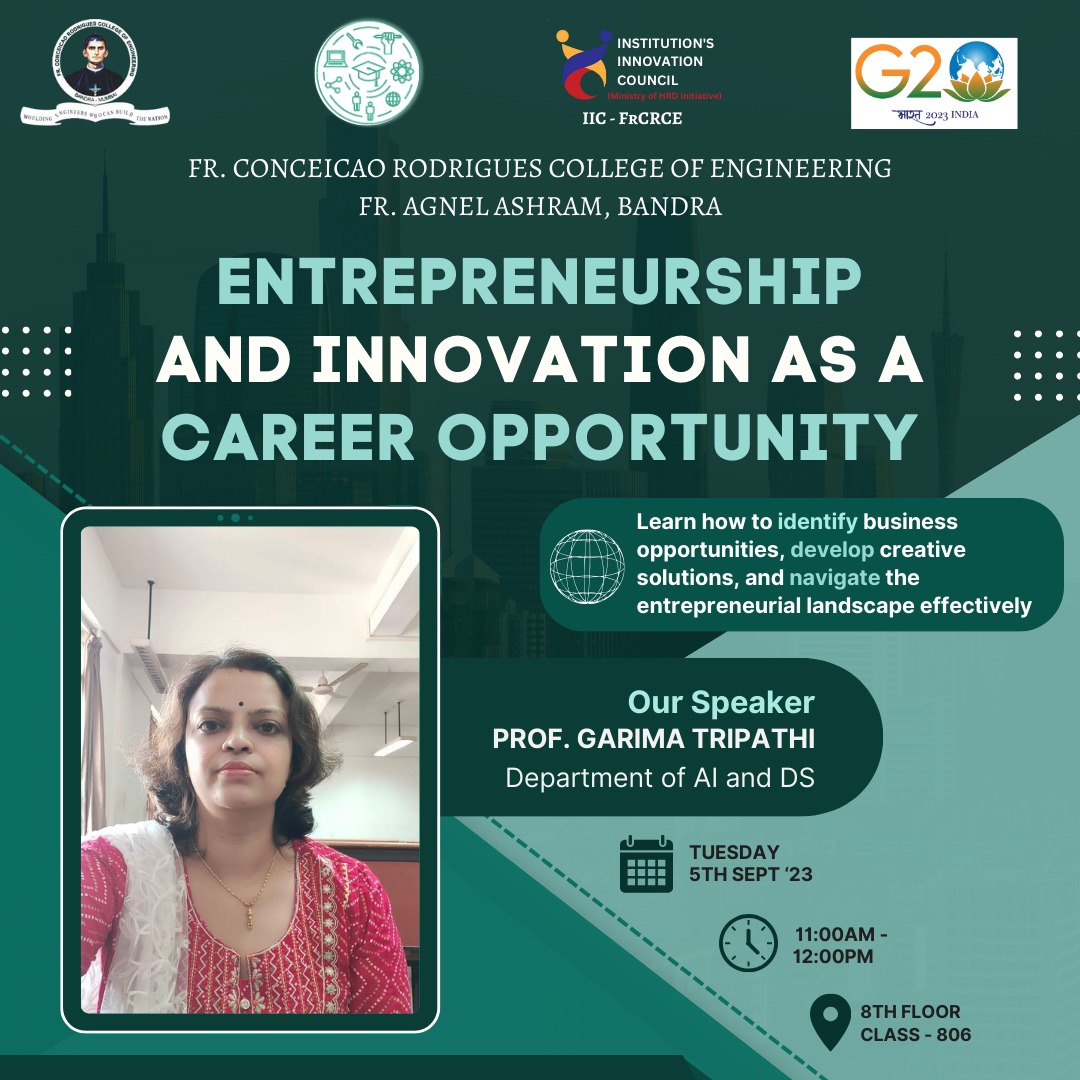 FR. CONCEICAO RODRIGUES COLLEGE OF ENGINEERING
BANDRA - MUMBAI
MOULDING ENGINEERS WHO CAN BUILD THE NATION
INSTITUTION'S
INNOVATION
COUNCIL
(Ministry of HRD Initiative)
IIC - FRCRCE
G20
भारत 2023 INDIA
FR. CONCEICAO RODRIGUES COLLEGE OF ENGINEERING
FR. AGNEL ASHRAM, BANDRA
ENTREPRENEURSHIP
AND INNOVATION AS A
CAREER OPPORTUNITY
Learn how to identify business
opportunities, develop creative
solutions, and navigate the
entrepreneurial landscape effectively
Our Speaker
PROF. GARIMA TRIPATHI
Department of AI and DS
TUESDAY
5TH SEPT ‘23
11:00AM -
12:00PM
8TH FLOOR
CLASS - 806